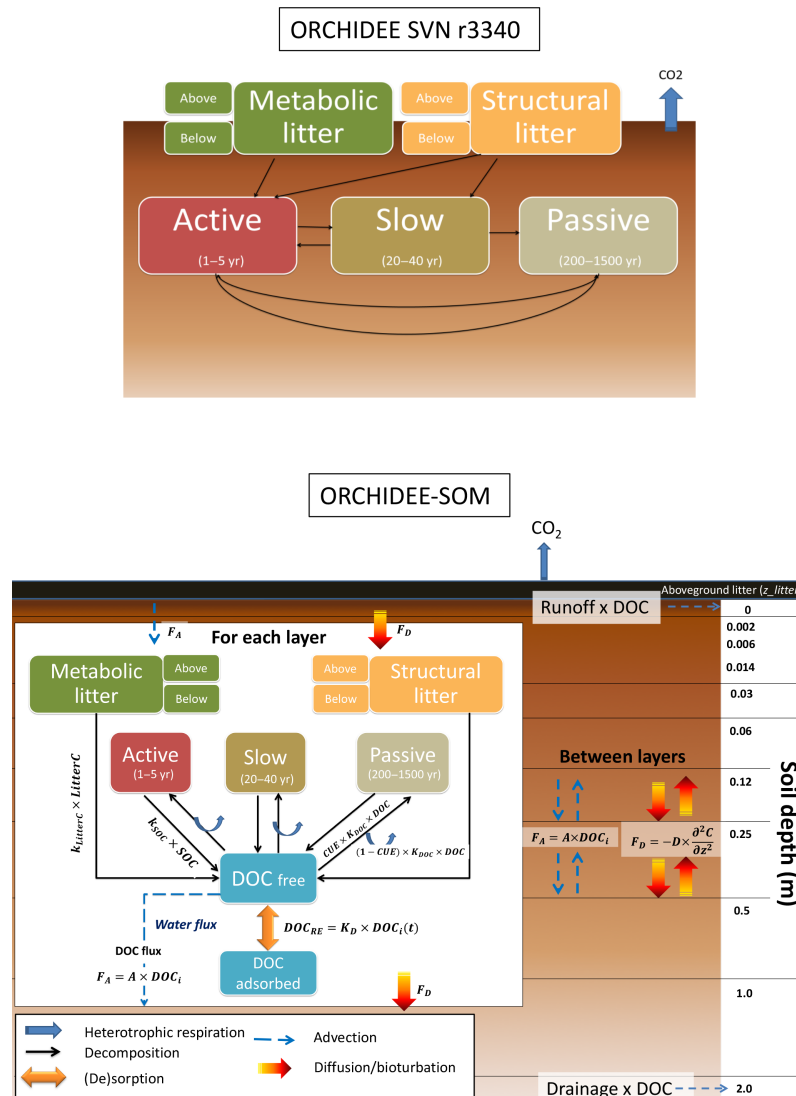 ORCHIDEE SVN r3340
CO2
Above
Metabolic
litter
Below
Above
Structural
litter
Below
Active
(1–5 yr)
Slow
(20–40 yr)
Passive
(200–1500 yr)
ORCHIDEE-SOM
CO₂
Aboveground litter (z_litter
Runoff x DOC
0
0.002
0.006
0.014
0.03
0.06
0.12
0.25
0.5
1.0
2.0
Soil depth (m)
F_A
For each layer
F_D
Metabolic
litter
Above
Below
Above
Below
Structural
litter
Active
(1–5 yr)
Slow
(20–40 yr)
Passive
(200–1500 yr)
k_LitterC × LitterC
k_SOC × SOC
CUE × K_DOC × DOC
(1 − CUE) × K_DOC × DOC
DOC free
Water flux
DOC_RE = K_D × DOC_i(t)
DOC flux
F_A = A × DOC_i
DOC
adsorbed
F_D
Between layers
F_A = A×DOC_i
F_D = −D × ∂²C/∂z²
Heterotrophic respiration
Decomposition
(De)sorption
Advection
Diffusion/bioturbation
Drainage x DOC